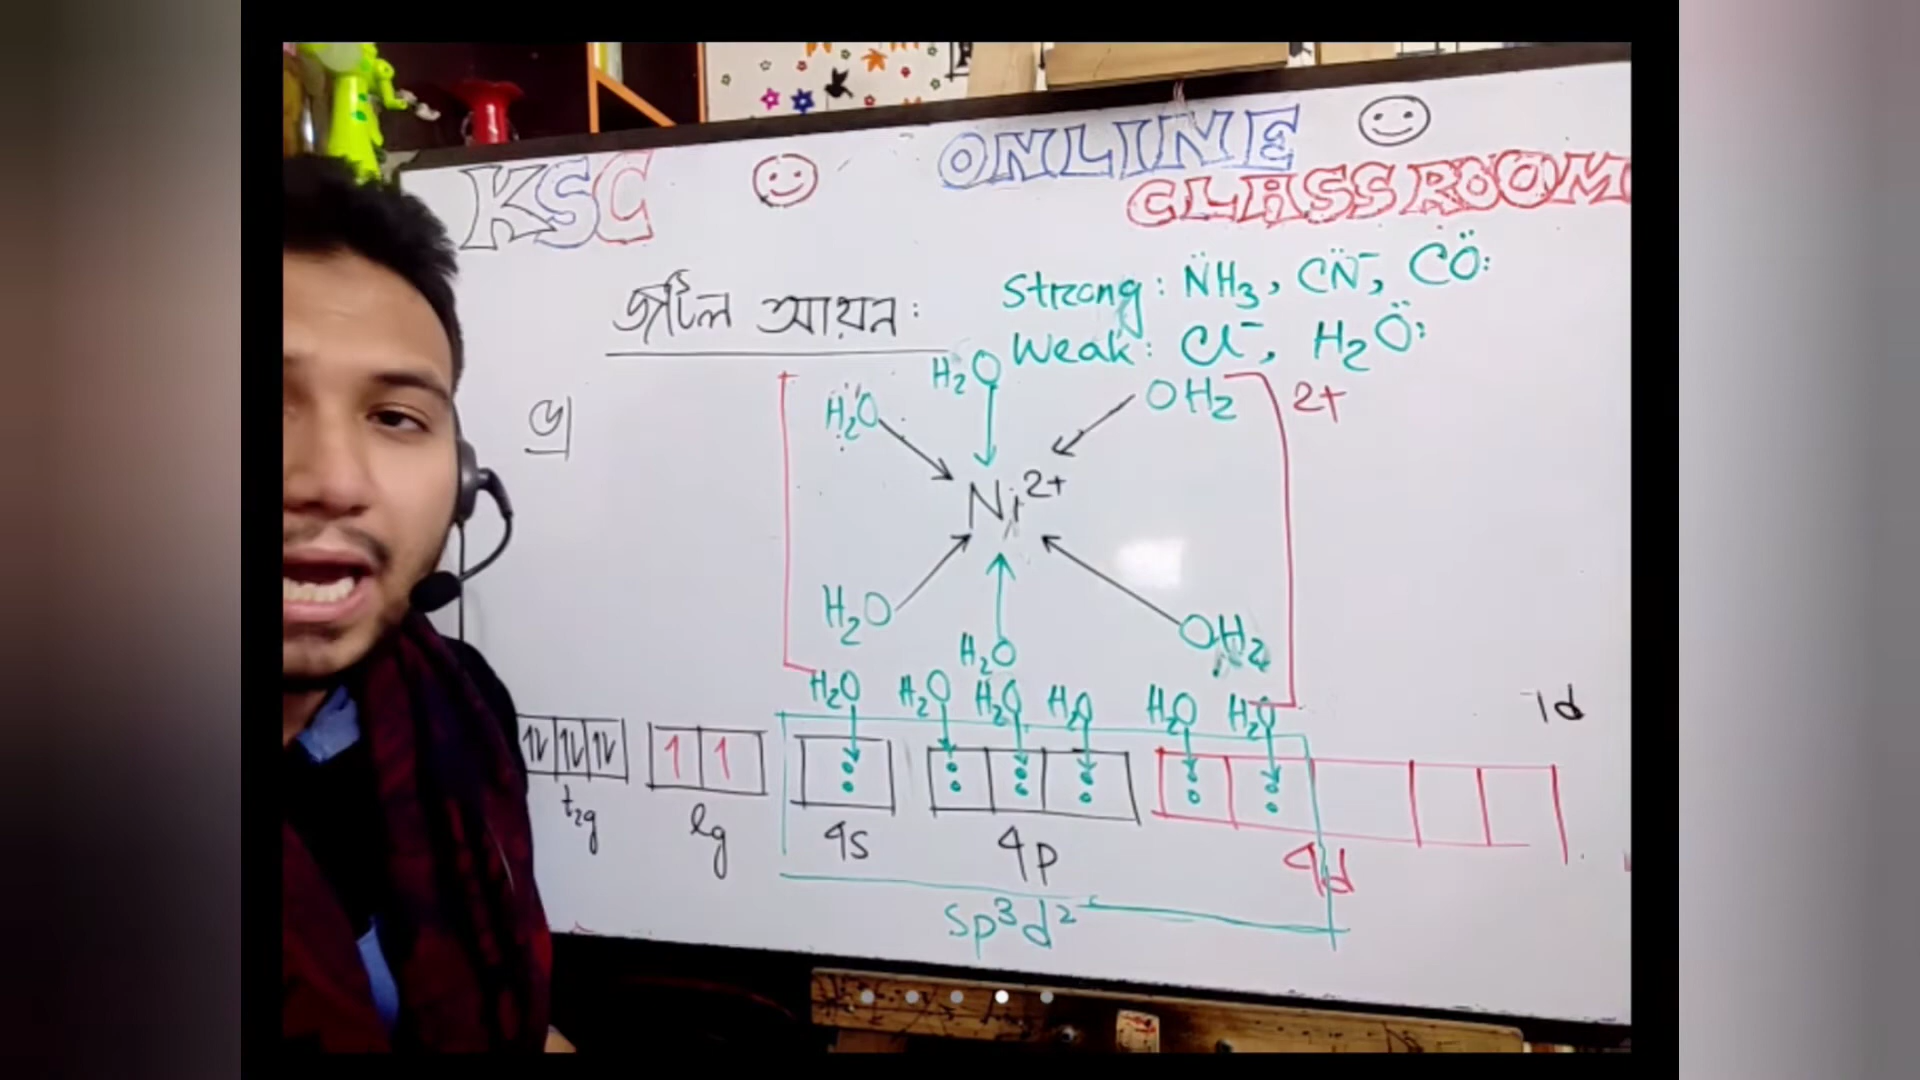 KSC
ONLINE
CLASSROOM
জটিল আয়ন:
Strong: NH₃, CN⁻, CO:
Weak: Cl⁻, H₂O:
H₂O
H₂O
OH₂
2+
Ni²⁺
H₂O
H₂O
OH₂
H₂O H₂O H₂O H₂O H₂O H₂O
1d
t₂g eg 4s 4p 4d
sp³d²